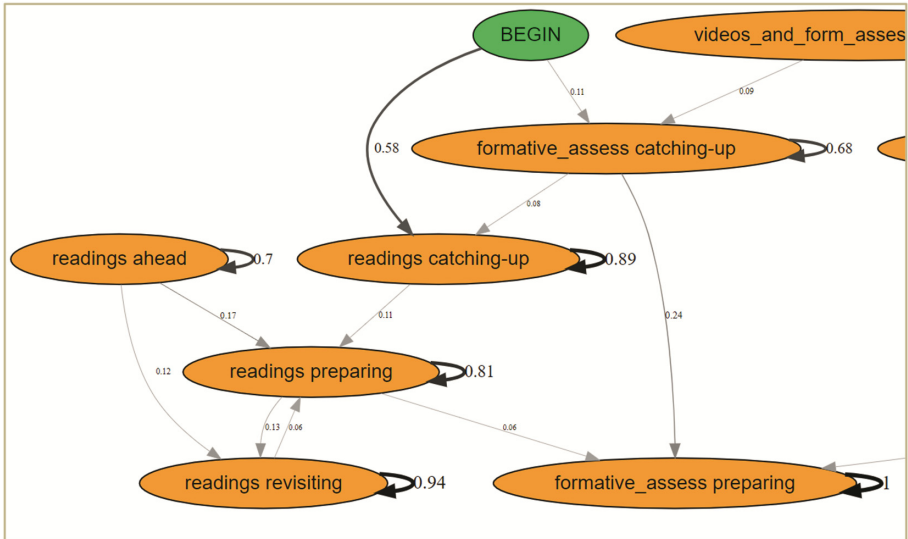 BEGIN
videos_and_form_asses
0.11
0.09
0.58
formative_assess catching-up
0.68
0.08
readings ahead
0.7
readings catching-up
0.89
0.17
0.11
0.24
0.12
readings preparing
0.81
0.13
0.06
0.06
readings revisiting
0.94
formative_assess preparing
1